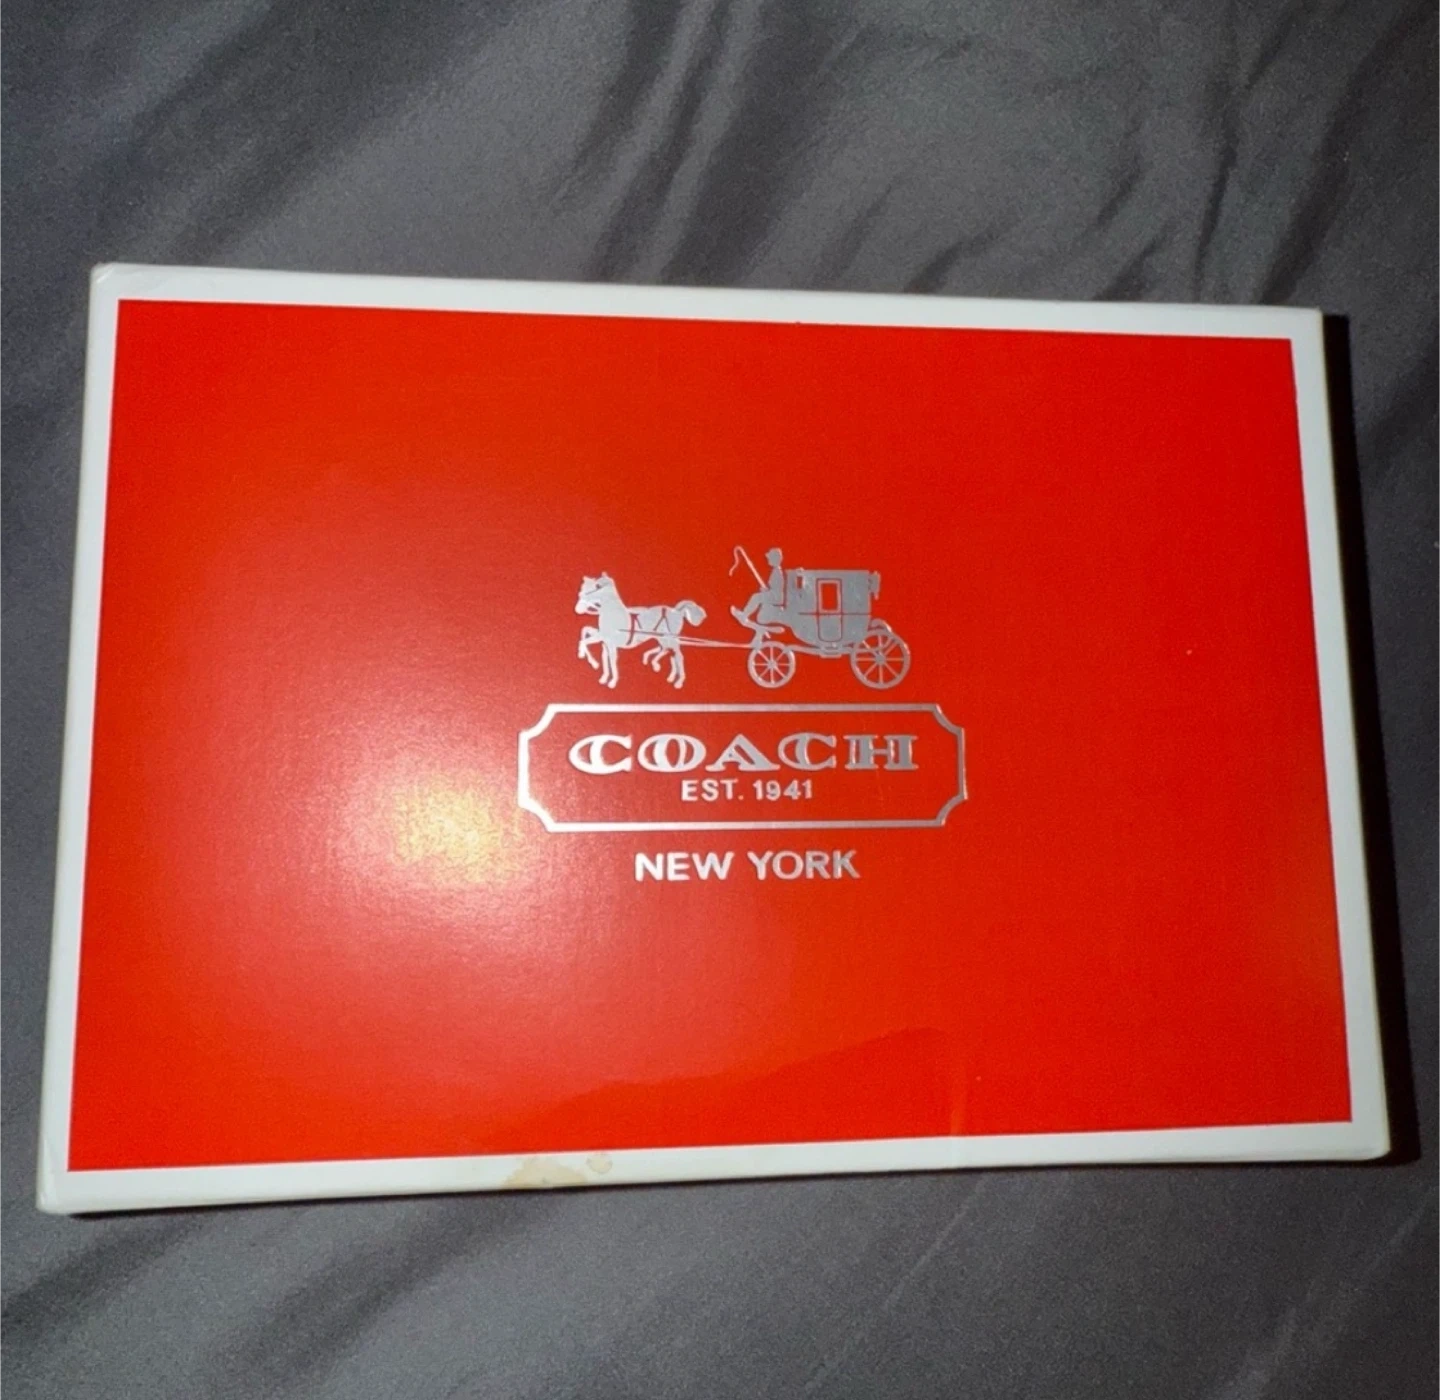 COACH
EST. 1941
NEW YORK